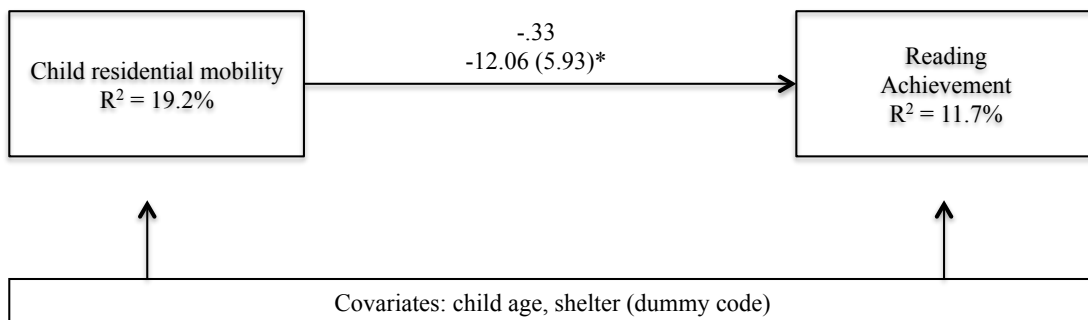 -.33
-12.06 (5.93)*
Child residential mobility
R² = 19.2%
Reading
Achievement
R² = 11.7%
Covariates: child age, shelter (dummy code)